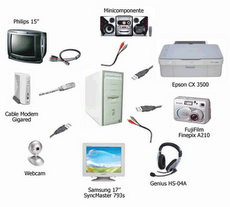 Minicomponente
Philips 15"
Epson CX 3500
Cable Modem
Gigared
FujiFilm
Finepix A210
Webcam
Samsung 17"
SyncMaster 793s
Genius HS-04A